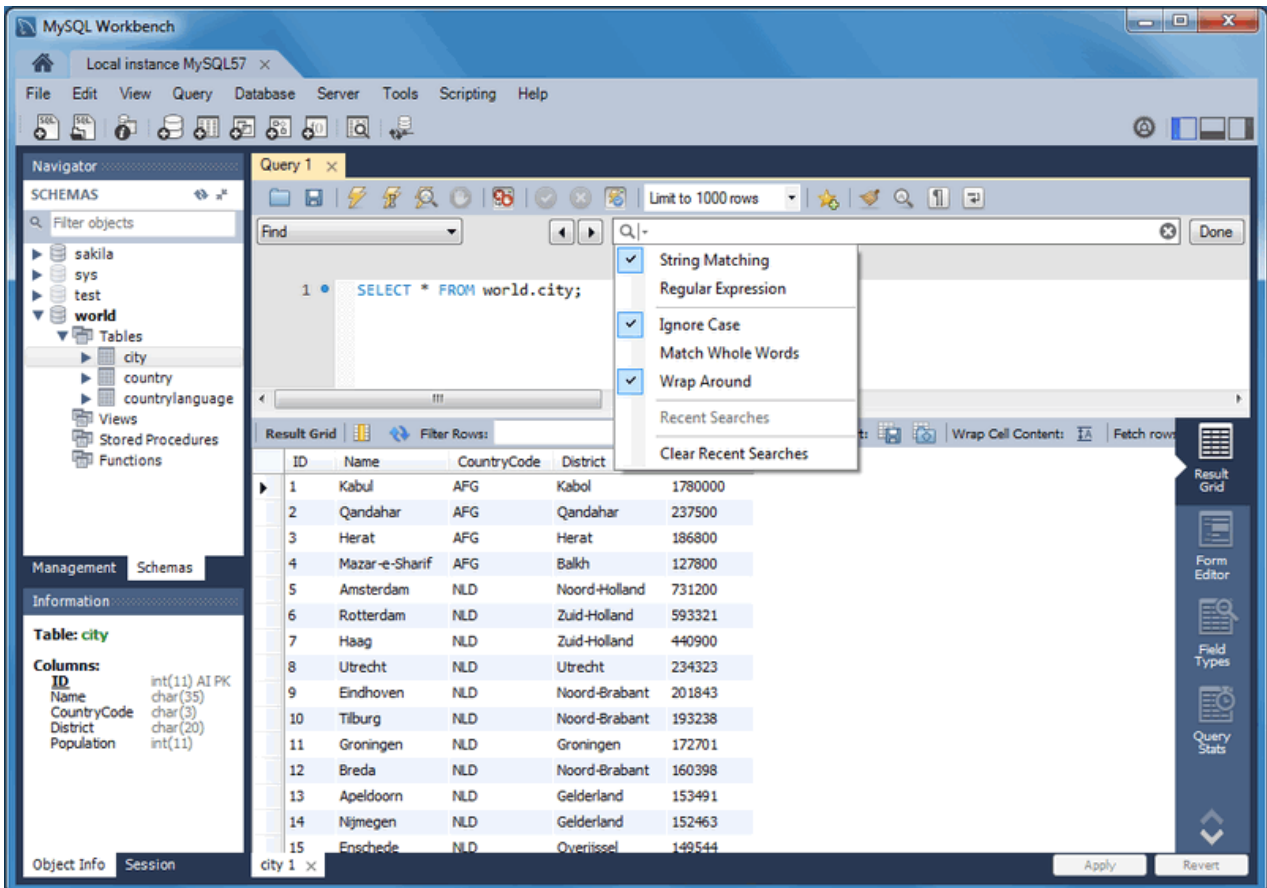 MySQL Workbench
Local instance MySQL57
File Edit View Query Database Server Tools Scripting Help
Navigator
SCHEMAS
Filter objects
sakila
sys
test
world
Tables
city
country
countrylanguage
Views
Stored Procedures
Functions
Management Schemas
Information
Table: city
Columns:
ID int(11) AI PK
Name char(35)
CountryCode char(3)
District char(20)
Population int(11)
Object Info Session
Query 1
Limit to 1000 rows
Find
Done
String Matching
Regular Expression
Ignore Case
Match Whole Words
Wrap Around
Recent Searches
Clear Recent Searches
1 SELECT * FROM world.city;
Result Grid Filter Rows: Wrap Cell Content: Fetch rows
ID Name CountryCode District
1 Kabul AFG Kabol 1780000
2 Qandahar AFG Qandahar 237500
3 Herat AFG Herat 186800
4 Mazar-e-Sharif AFG Balkh 127800
5 Amsterdam NLD Noord-Holland 731200
6 Rotterdam NLD Zuid-Holland 593321
7 Haag NLD Zuid-Holland 440900
8 Utrecht NLD Utrecht 234323
9 Eindhoven NLD Noord-Brabant 201843
10 Tilburg NLD Noord-Brabant 193238
11 Groningen NLD Groningen 172701
12 Breda NLD Noord-Brabant 160398
13 Apeldoorn NLD Gelderland 153491
14 Nijmegen NLD Gelderland 152463
15 Enschede NLD Overijssel 149544
city 1
Apply Revert
Result
Grid
Form
Editor
Field
Types
Query
Stats